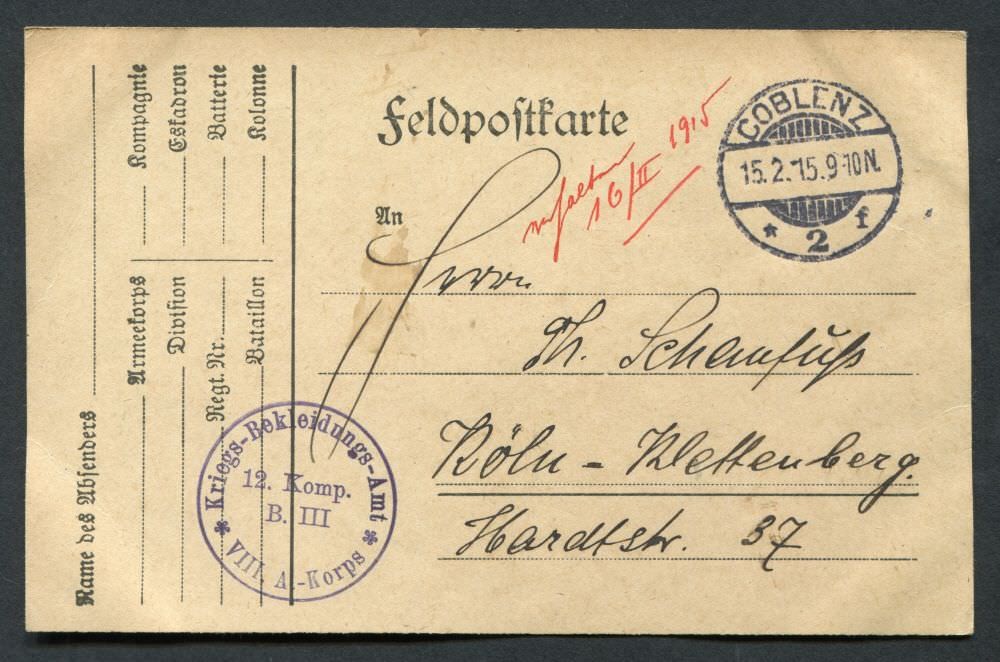 Feldpostkarte
An
Herrn
Th. Schaufuß
Köln - Klettenberg.
Hardtstr. 37
16/II 1915
COBLENZ
15.2.15.9-10N.
* 2 f
Name des Absenders
Armeekorps Kompagnie
Division Eskadron
Regt. Nr. Batterie
Bataillon Kolonne
Kriegs-Bekleidungs-Amt
12. Komp.
B. III
VIII. A.-Korps